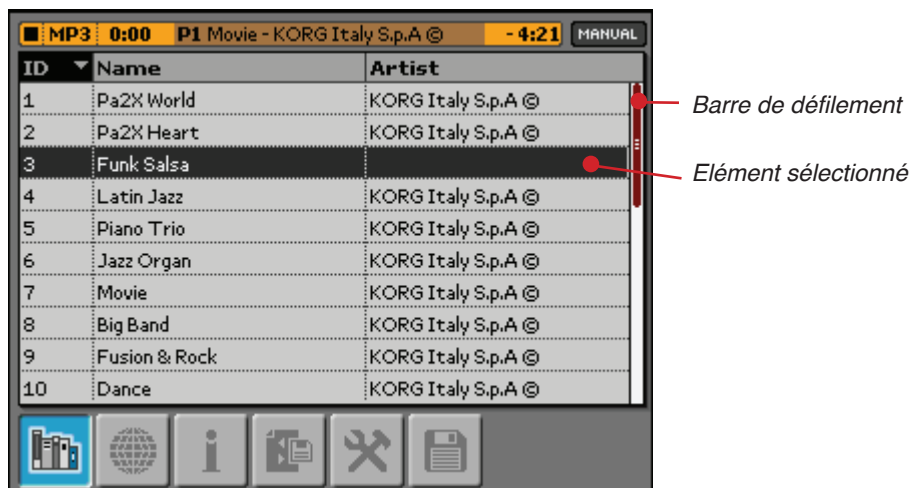 MP3 0:00 P1 Movie - KORG Italy S.p.A © - 4:21 MANUAL
ID Name Artist
1 Pa2X World KORG Italy S.p.A ©
2 Pa2X Heart KORG Italy S.p.A ©
3 Funk Salsa
4 Latin Jazz KORG Italy S.p.A ©
5 Piano Trio KORG Italy S.p.A ©
6 Jazz Organ KORG Italy S.p.A ©
7 Movie KORG Italy S.p.A ©
8 Big Band KORG Italy S.p.A ©
9 Fusion & Rock KORG Italy S.p.A ©
10 Dance KORG Italy S.p.A ©
Barre de défilement
Elément sélectionné